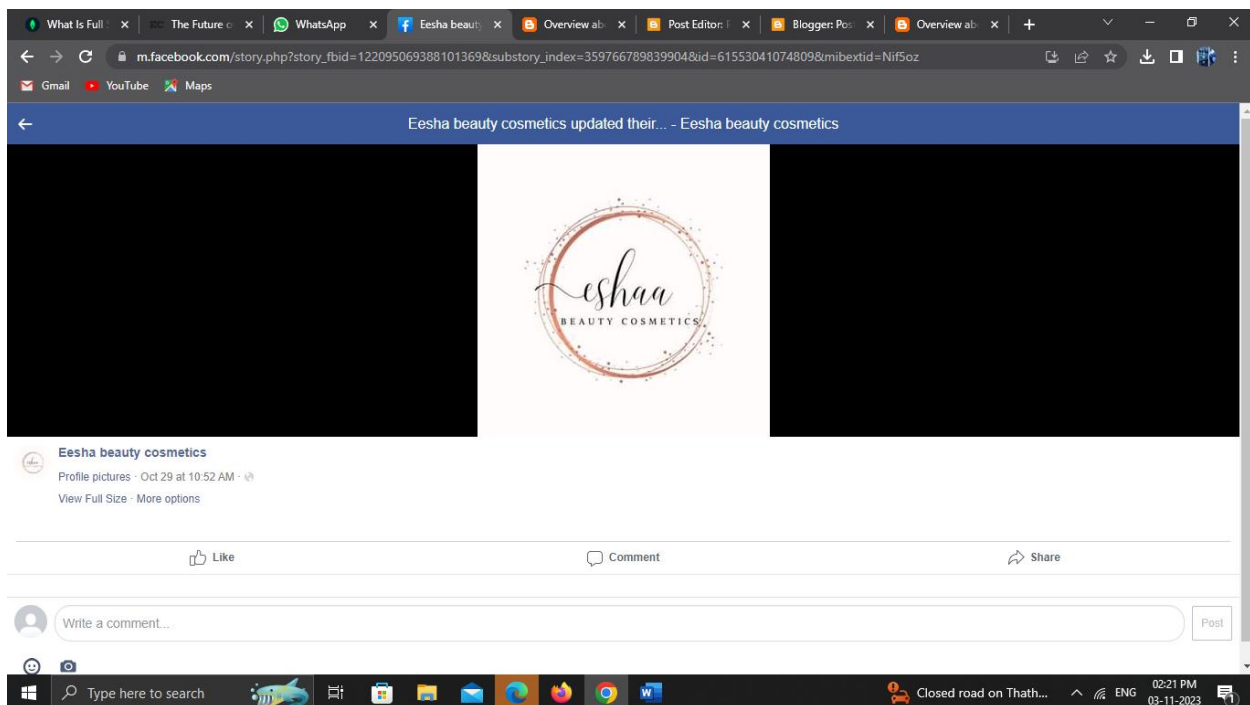 What Is Full
The Future o
WhatsApp
Eesha beaut
Overview ab
Post Editor: F
Blogger: Pos
Overview ab
m.facebook.com/story.php?story_fbid=122095069388101369&substory_index=359766789839904&id=61553041074809&mibextid=Nif5oz
Gmail YouTube Maps
Eesha beauty cosmetics updated their... - Eesha beauty cosmetics
eshaa
BEAUTY COSMETICS
Eesha beauty cosmetics
Profile pictures · Oct 29 at 10:52 AM ·
View Full Size · More options
Like Comment Share
Write a comment... Post
Type here to search Closed road on Thath... ENG 02:21 PM
03-11-2023
1